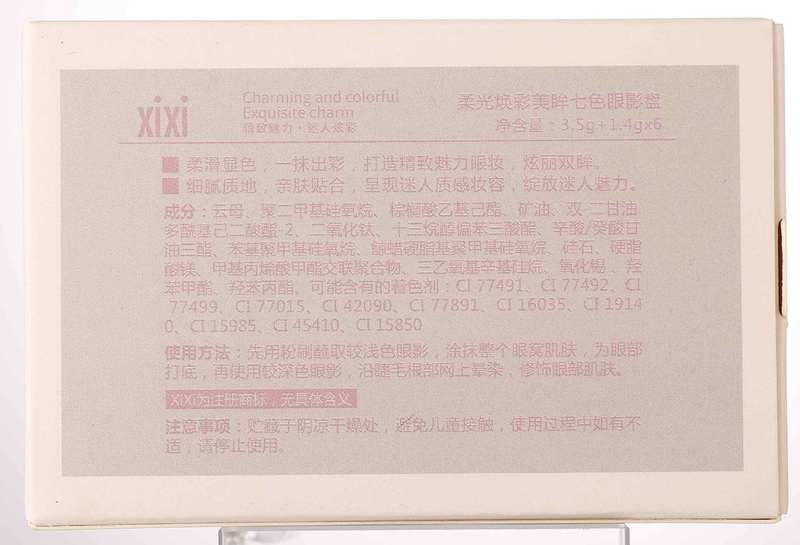 xixi
Charming and colorful
Exquisite charm
极致魅力·迷人炫彩
柔光焕彩美眸七色眼影盘
净含量：3.5g+1.4g×6
柔滑显色，一抹出彩，打造精致魅力眼妆，炫丽双眸。
细腻质地，亲肤贴合，呈现迷人质感妆容，绽放迷人魅力。
成分：云母、聚二甲基硅氧烷、棕榈酸乙基己酯、矿油、双-二甘油
多酰基己二酸酯-2、二氧化钛、十三烷醇偏苯三酸酯、辛酸/癸酸甘
油三酯、苯基聚甲基硅氧烷、鲸蜡硬脂基聚甲基硅氧烷、硅石、硬脂
酸镁、甲基丙烯酸甲酯交联聚合物、三乙氧基辛基硅烷、氧化锡、羟
苯甲酯、羟苯丙酯、可能含有的着色剂：CI 77491、CI 77492、CI
77499、CI 77015、CI 42090、CI 77891、CI 16035、CI 1914
0、CI 15985、CI 45410、CI 15850
使用方法：先用粉刷蘸取较浅色眼影，涂抹整个眼窝肌肤，为眼部
打底，再使用较深色眼影，沿睫毛根部网上晕染，修饰眼部肌肤。
XiXi为注册商标，无具体含义
注意事项：贮藏于阴凉干燥处，避免儿童接触，使用过程中如有不
适，请停止使用。